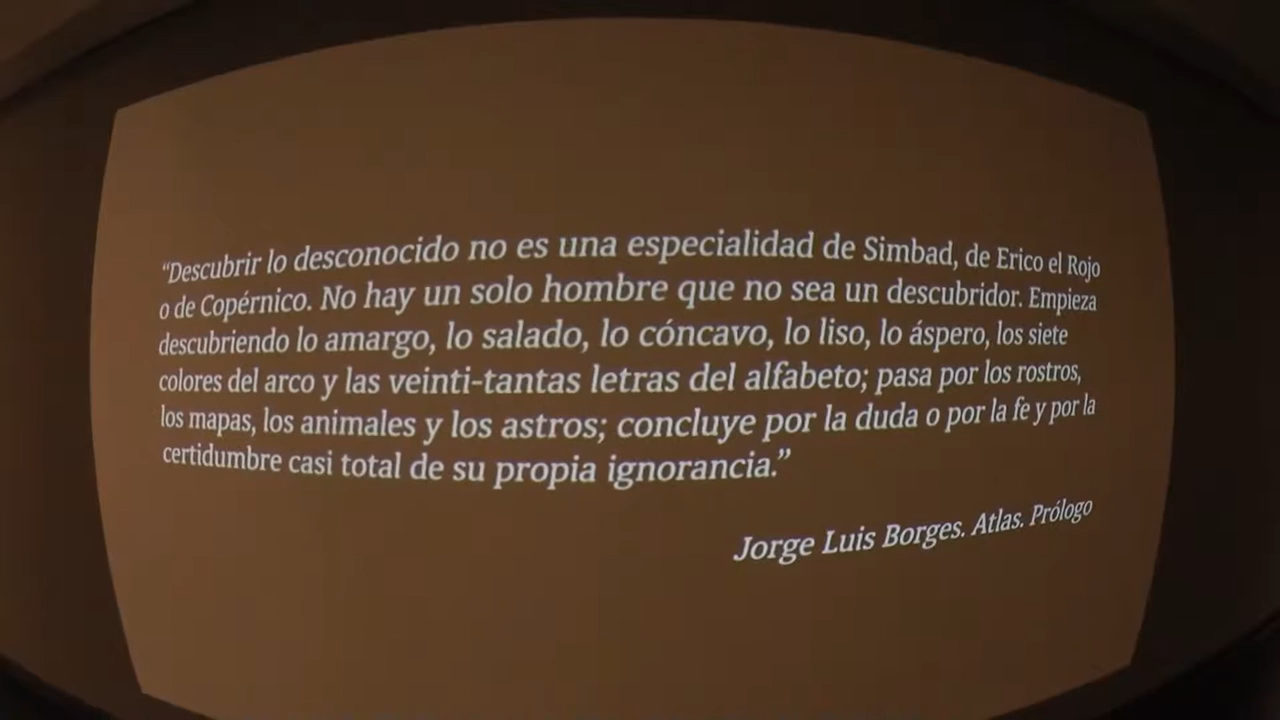 “Descubrir lo desconocido no es una especialidad de Simbad, de Erico el Rojo
o de Copérnico. No hay un solo hombre que no sea un descubridor. Empieza
descubriendo lo amargo, lo salado, lo cóncavo, lo liso, lo áspero, los siete
colores del arco y las veinti-tantas letras del alfabeto; pasa por los rostros,
los mapas, los animales y los astros; concluye por la duda o por la fe y por la
certidumbre casi total de su propia ignorancia.”
Jorge Luis Borges. Atlas. Prólogo